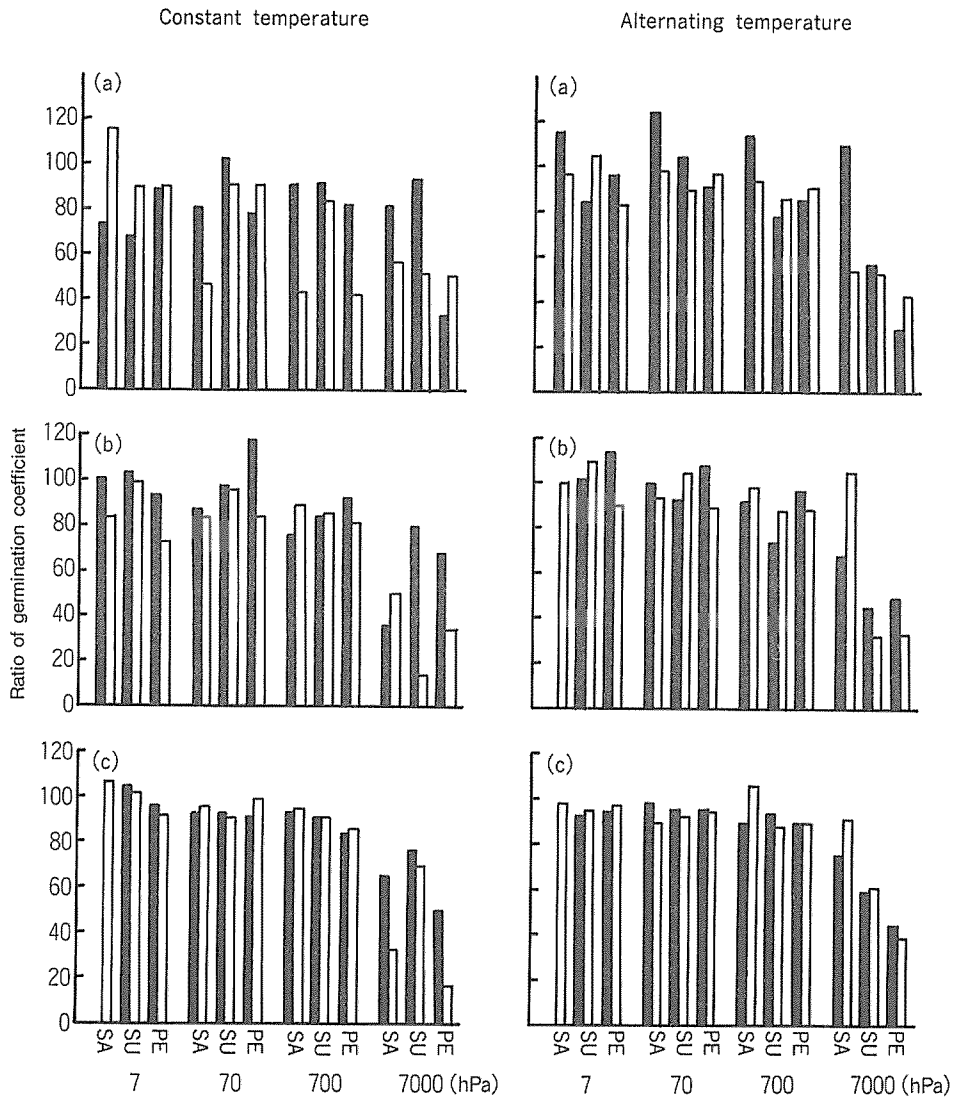 Constant temperature
Alternating temperature
Ratio of germination coefficient
(a)
120
100
80
60
40
20
0
(a)
(b)
120
100
80
60
40
20
0
(b)
(c)
120
100
80
60
40
20
0
(c)
SA SU PE SA SU PE SA SU PE SA SU PE
7 70 700 7000 (hPa)
SA SU PE SA SU PE SA SU PE SA SU PE
7 70 700 7000 (hPa)